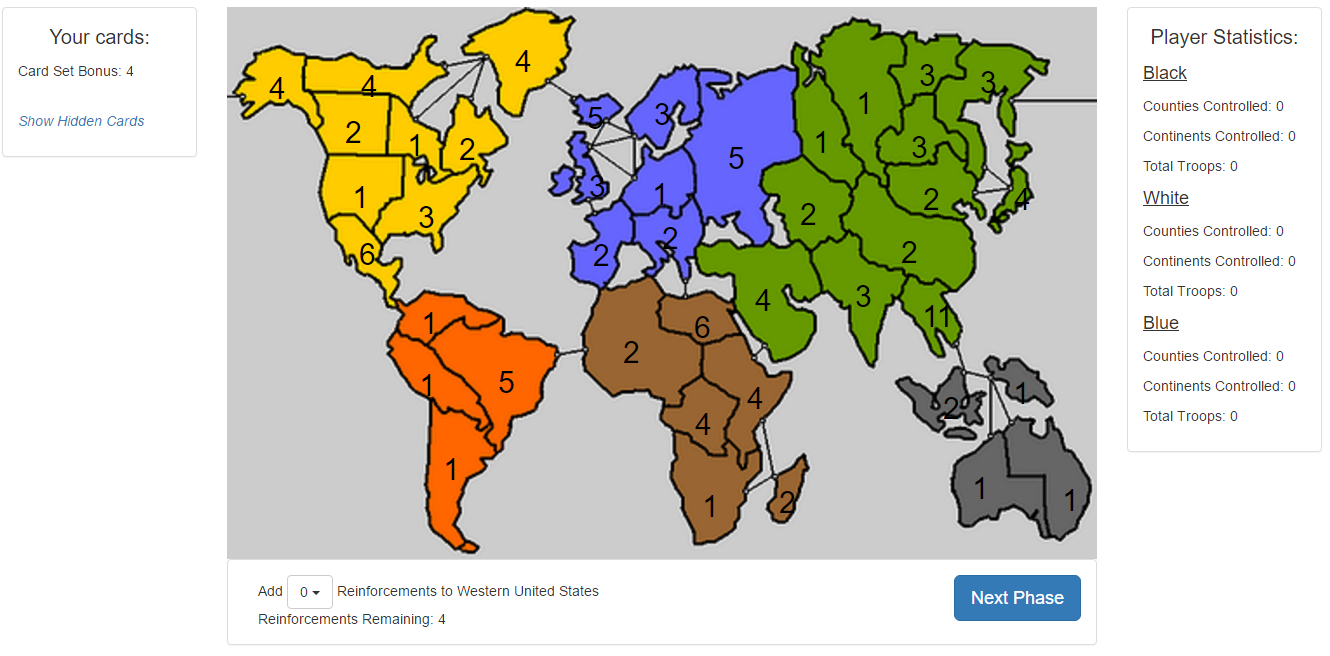 Your cards:
Card Set Bonus: 4
Show Hidden Cards
4
4
4
2
1
2
1
3
6
5
3
5
3
1
2
2
1
1
3
3
3
2
4
2
2
4
3
11
1
1
5
1
2
6
4
4
1
2
2
1
1
1
Add 0 Reinforcements to Western United States
Reinforcements Remaining: 4
Next Phase
Player Statistics:
Black
Counties Controlled: 0
Continents Controlled: 0
Total Troops: 0
White
Counties Controlled: 0
Continents Controlled: 0
Total Troops: 0
Blue
Counties Controlled: 0
Continents Controlled: 0
Total Troops: 0